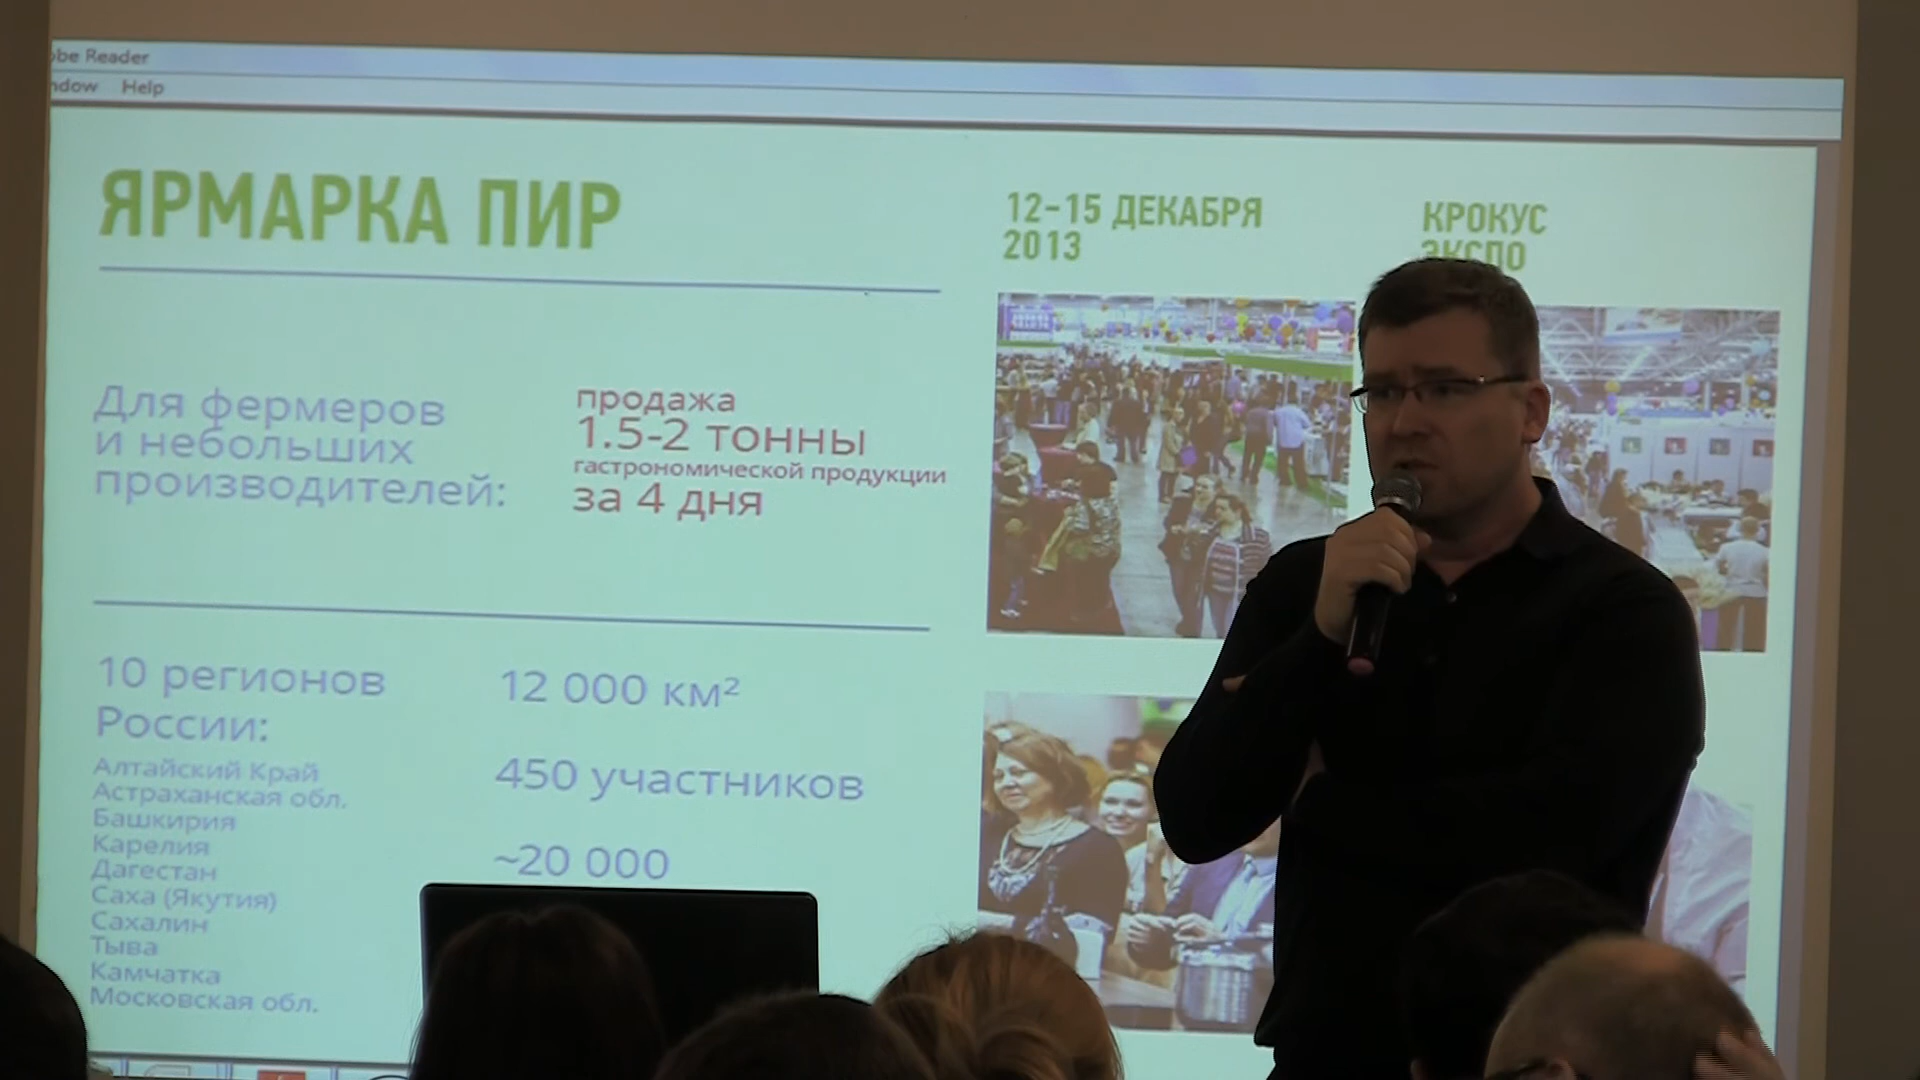 obe Reader
ndow Help
ЯРМАРКА ПИР
12-15 ДЕКАБРЯ
2013
КРОКУС
ЭКСПО
Для фермеров
и небольших
производителей:
продажа
1.5-2 тонны
гастрономической продукции
за 4 дня
10 регионов
России:
Алтайский Край
Астраханская обл.
Башкирия
Карелия
Дагестан
Саха (Якутия)
Сахалин
Тыва
Камчатка
Московская обл.
12 000 км²
450 участников
~20 000